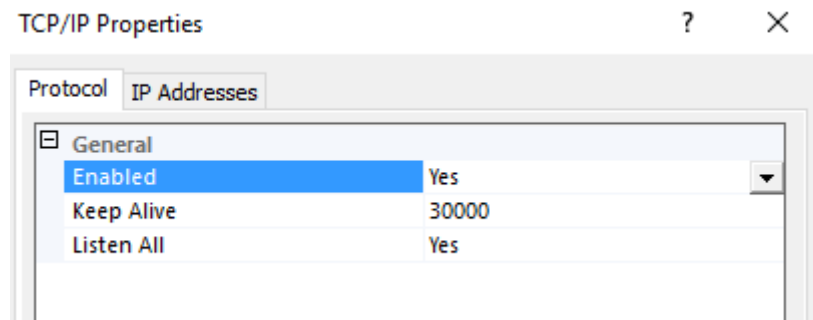 TCP/IP Properties ?
Protocol IP Addresses
General
Enabled Yes
Keep Alive 30000
Listen All Yes